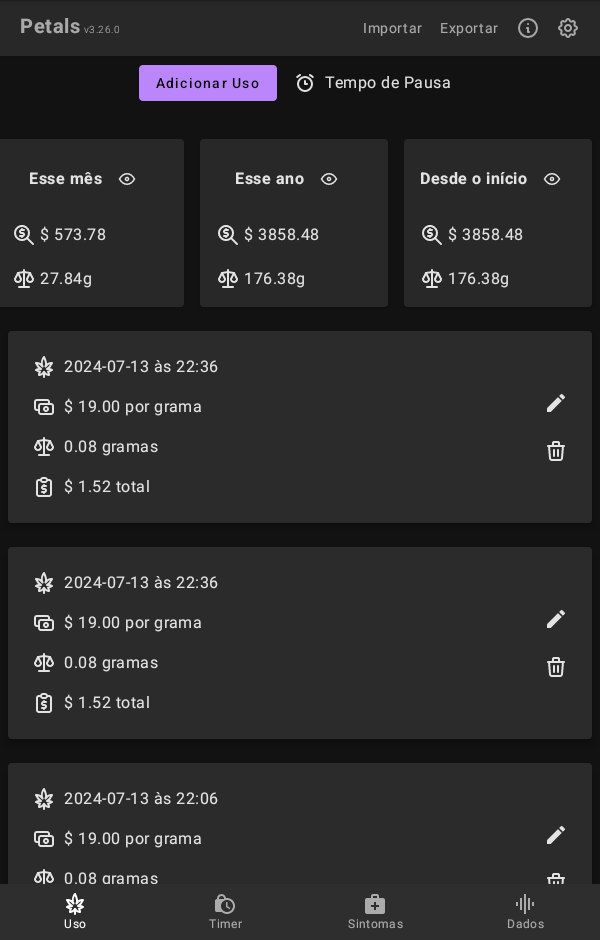 Petals v3.26.0 Importar Exportar
Adicionar Uso Tempo de Pausa
Esse mês Esse ano Desde o início
$ 573.78 $ 3858.48 $ 3858.48
27.84g 176.38g 176.38g
2024-07-13 às 22:36
$ 19.00 por grama
0.08 gramas
$ 1.52 total
2024-07-13 às 22:36
$ 19.00 por grama
0.08 gramas
$ 1.52 total
2024-07-13 às 22:06
$ 19.00 por grama
0.08 gramas
Uso Timer Sintomas Dados